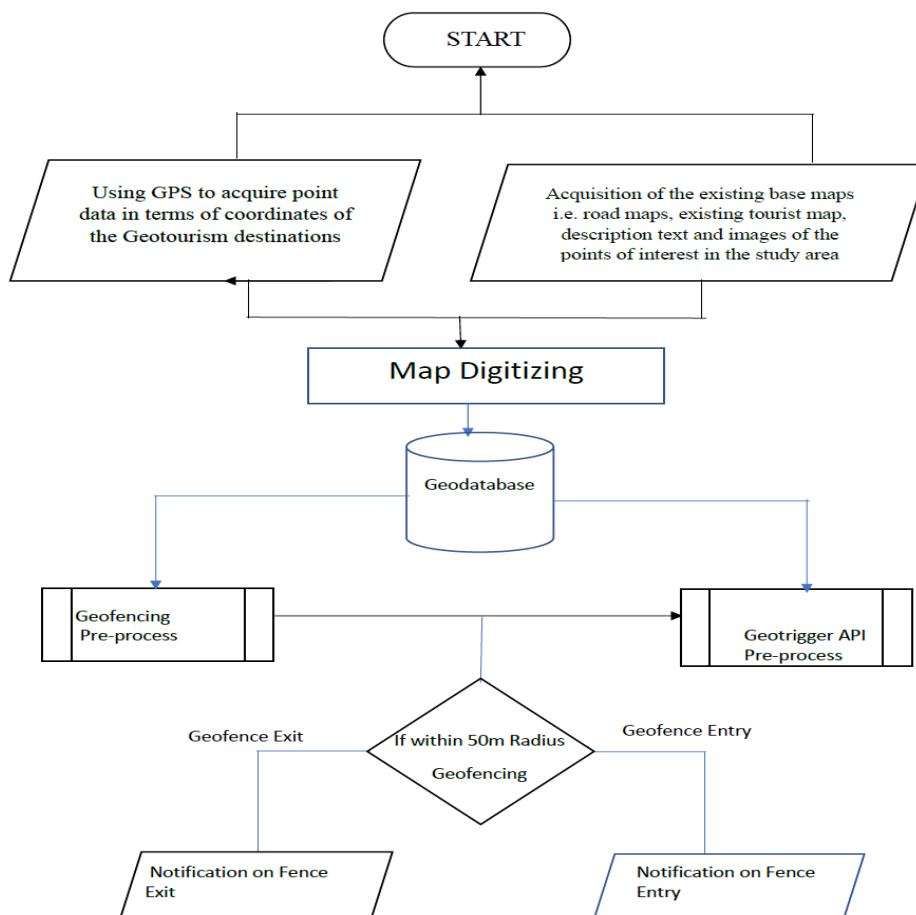 START
Using GPS to acquire point
data in terms of coordinates of
the Geotourism destinations
Acquisition of the existing base maps
i.e. road maps, existing tourist map,
description text and images of the
points of interest in the study area
Map Digitizing
Geodatabase
Geofencing
Pre-process
Geotrigger API
Pre-process
Geofence Exit
If within 50m Radius
Geofencing
Geofence Entry
Notification on Fence
Exit
Notification on Fence
Entry